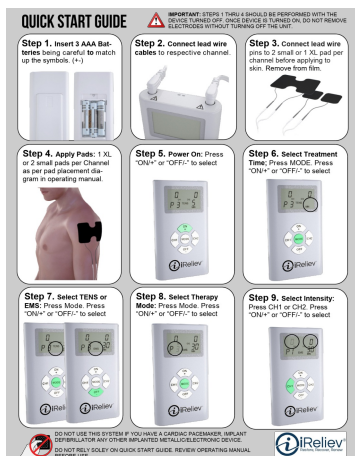 QUICK START GUIDE
IMPORTANT: STEPS 1 THRU 4 SHOULD BE PERFORMED WITH THE
DEVICE TURNED OFF. ONCE DEVICE IS TURNED ON, DO NOT REMOVE
ELECTRODES WITHOUT TURNING OFF THE UNIT.
Step 1. Insert 3 AAA Bat-
teries being careful to match
up the symbols. (+-)
Step 2. Connect lead wire
cables to respective channel.
Step 3. Connect lead wire
pins to 2 small or 1 XL pad per
channel before applying to
skin. Remove from film.
Step 4. Apply Pads: 1 XL
or 2 small pads per Channel
as per pad placement dia-
gram in operating manual.
Step 5. Power On: Press
"ON/+" or "OFF/-" to select
iReliev
Step 6. Select Treatment
Time; Press MODE. Press
"ON/+" or "OFF/-" to select
iReliev
Step 7. Select TENS or
EMS: Press Mode. Press
"ON/+" or "OFF/-" to select
iReliev
Step 8. Select Therapy
Mode: Press Mode. Press
"ON/+" or "OFF/-" to select
iReliev
Step 9. Select Intensity:
Press CH1 or CH2. Press
"ON/+" or "OFF/-" to select
iReliev
DO NOT USE THIS SYSTEM IF YOU HAVE A CARDIAC PACEMAKER, IMPLANT
DEFIBRILLATOR ANY OTHER IMPLANTED METALLIC/ELECTRONIC DEVICE.
DO NOT RELY SOLEY ON QUICK START GUIDE. REVIEW OPERATING MANUAL
BEFORE USE.
iReliev